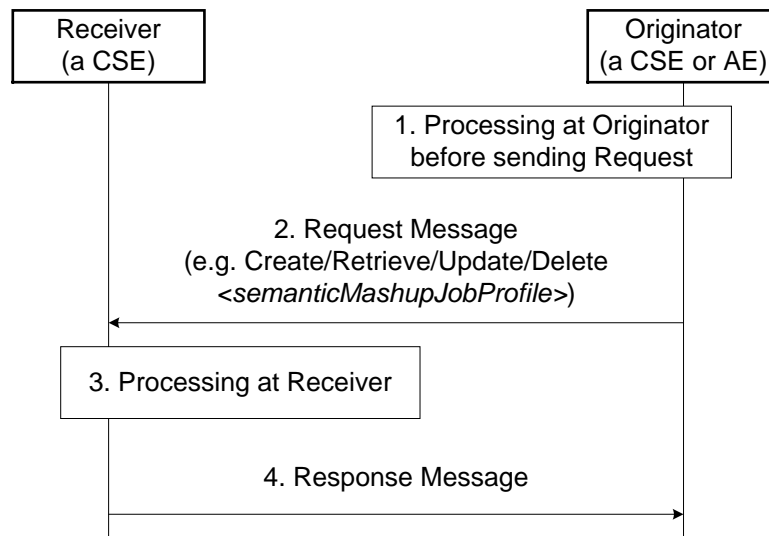 Receiver
(a CSE)
Originator
(a CSE or AE)
1. Processing at Originator
before sending Request
2. Request Message
(e.g. Create/Retrieve/Update/Delete
<semanticMashupJobProfile>)
3. Processing at Receiver
4. Response Message